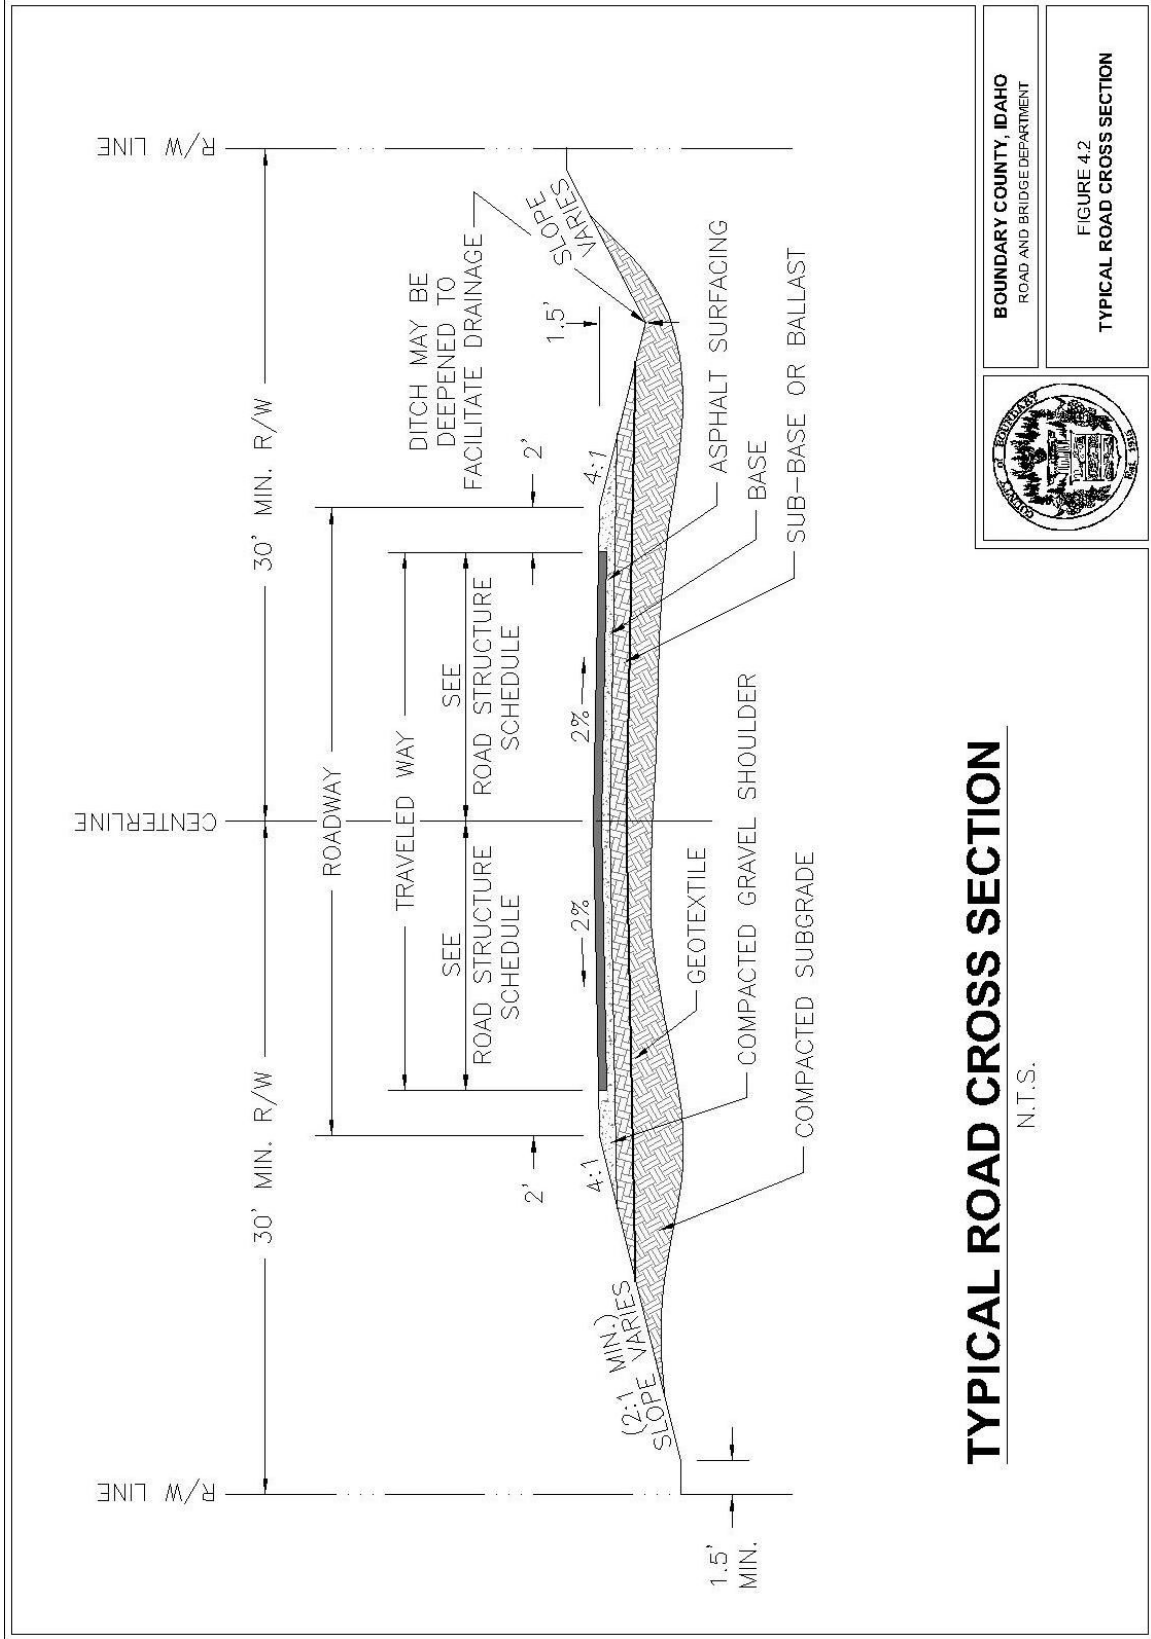 R/W LINE
CENTERLINE
R/W LINE
30' MIN. R/W
30' MIN. R/W
ROADWAY
TRAVELED WAY
SEE
ROAD STRUCTURE
SCHEDULE
SEE
ROAD STRUCTURE
SCHEDULE
DITCH MAY BE
DEEPENED TO
FACILITATE DRAINAGE
2'
2'
1.5'
4:1
4:1
2%
2%
SLOPE
VARIES
(2:1 MIN.)
SLOPE VARIES
1.5'
MIN.
GEOTEXTILE
COMPACTED GRAVEL SHOULDER
COMPACTED SUBGRADE
ASPHALT SURFACING
BASE
SUB-BASE OR BALLAST
TYPICAL ROAD CROSS SECTION
N.T.S.
COUNTY of BOUNDARY
BOUNDARY COUNTY, IDAHO
ROAD AND BRIDGE DEPARTMENT
FIGURE 4.2
TYPICAL ROAD CROSS SECTION